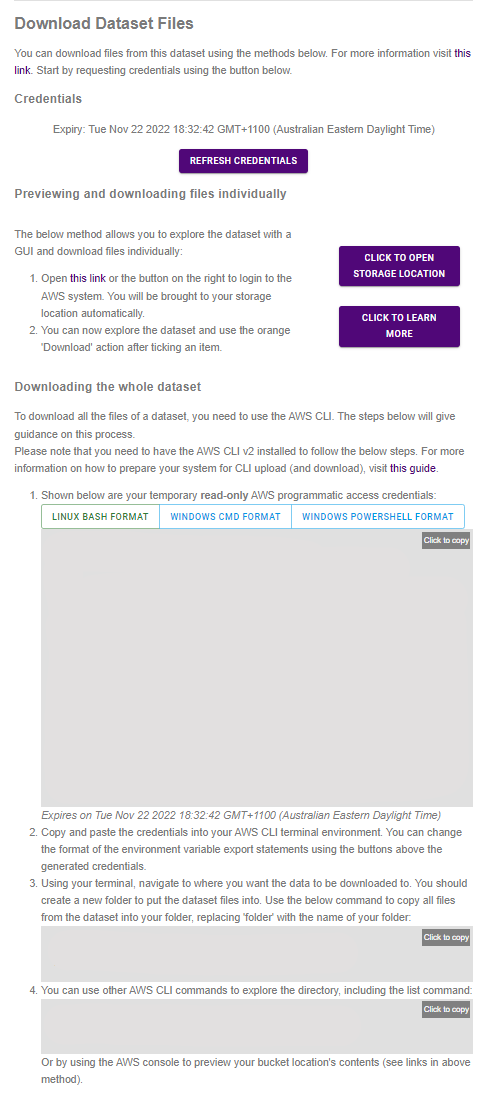 Download Dataset Files
You can download files from this dataset using the methods below. For more information visit this
link. Start by requesting credentials using the button below.
Credentials
Expiry: Tue Nov 22 2022 18:32:42 GMT+1100 (Australian Eastern Daylight Time)
REFRESH CREDENTIALS
Previewing and downloading files individually
The below method allows you to explore the dataset with a
GUI and download files individually:
1. Open this link or the button on the right to login to the
AWS system. You will be brought to your storage
location automatically.
2. You can now explore the dataset and use the orange
'Download' action after ticking an item.
CLICK TO OPEN
STORAGE LOCATION
CLICK TO LEARN
MORE
Downloading the whole dataset
To download all the files of a dataset, you need to use the AWS CLI. The steps below will give
guidance on this process.
Please note that you need to have the AWS CLI v2 installed to follow the below steps. For more
information on how to prepare your system for CLI upload (and download), visit this guide.
1. Shown below are your temporary read-only AWS programmatic access credentials:
LINUX BASH FORMAT WINDOWS CMD FORMAT WINDOWS POWERSHELL FORMAT
Click to copy
Expires on Tue Nov 22 2022 18:32:42 GMT+1100 (Australian Eastern Daylight Time)
2. Copy and paste the credentials into your AWS CLI terminal environment. You can change
the format of the environment variable export statements using the buttons above the
generated credentials.
3. Using your terminal, navigate to where you want the data to be downloaded to. You should
create a new folder to put the dataset files into. Use the below command to copy all files
from the dataset into your folder, replacing 'folder' with the name of your folder:
Click to copy
4. You can use other AWS CLI commands to explore the directory, including the list command:
Click to copy
Or by using the AWS console to preview your bucket location's contents (see links in above
method).